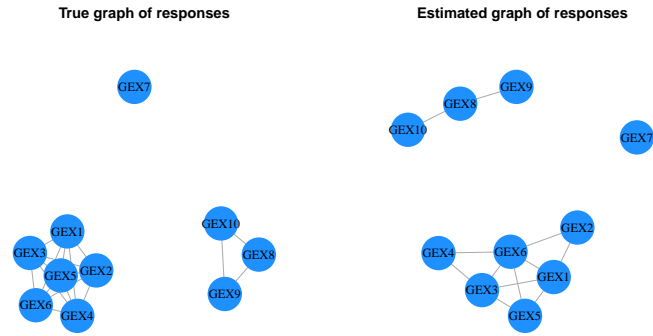 True graph of responses
GEX7
GEX10
GEX1
GEX3
GEX8
GEX2
GEX5
GEX9
GEX6
GEX4
Estimated graph of responses
GEX9
GEX8
GEX10
GEX7
GEX2
GEX6
GEX4
GEX1
GEX3
GEX5